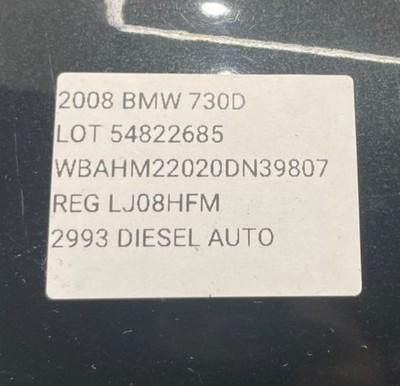 2008 BMW 730D
LOT 54822685
WBAHM22020DN39807
REG LJ08HFM
2993 DIESEL AUTO